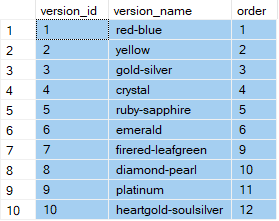 version_id version_name order
1 1 red-blue 1
2 2 yellow 2
3 3 gold-silver 3
4 4 crystal 4
5 5 ruby-sapphire 5
6 6 emerald 6
7 7 firered-leafgreen 9
8 8 diamond-pearl 10
9 9 platinum 11
10 10 heartgold-soulsilver 12